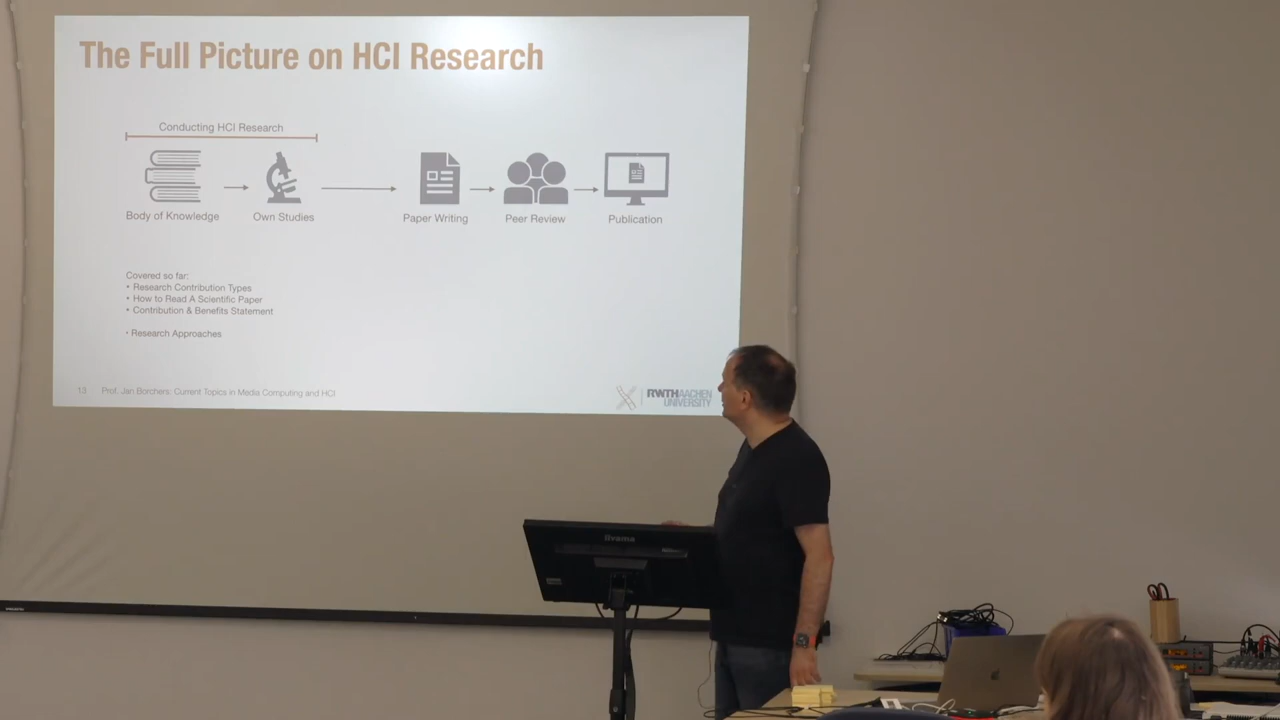 The Full Picture on HCI Research
Conducting HCI Research
Body of Knowledge
Own Studies
Paper Writing
Peer Review
Publication
Covered so far:
• Research Contribution Types
• How to Read A Scientific Paper
• Contribution & Benefits Statement
• Research Approaches
13 Prof. Jan Borchers: Current Topics in Media Computing and HCI
RWTH AACHEN
UNIVERSITY
iiyama